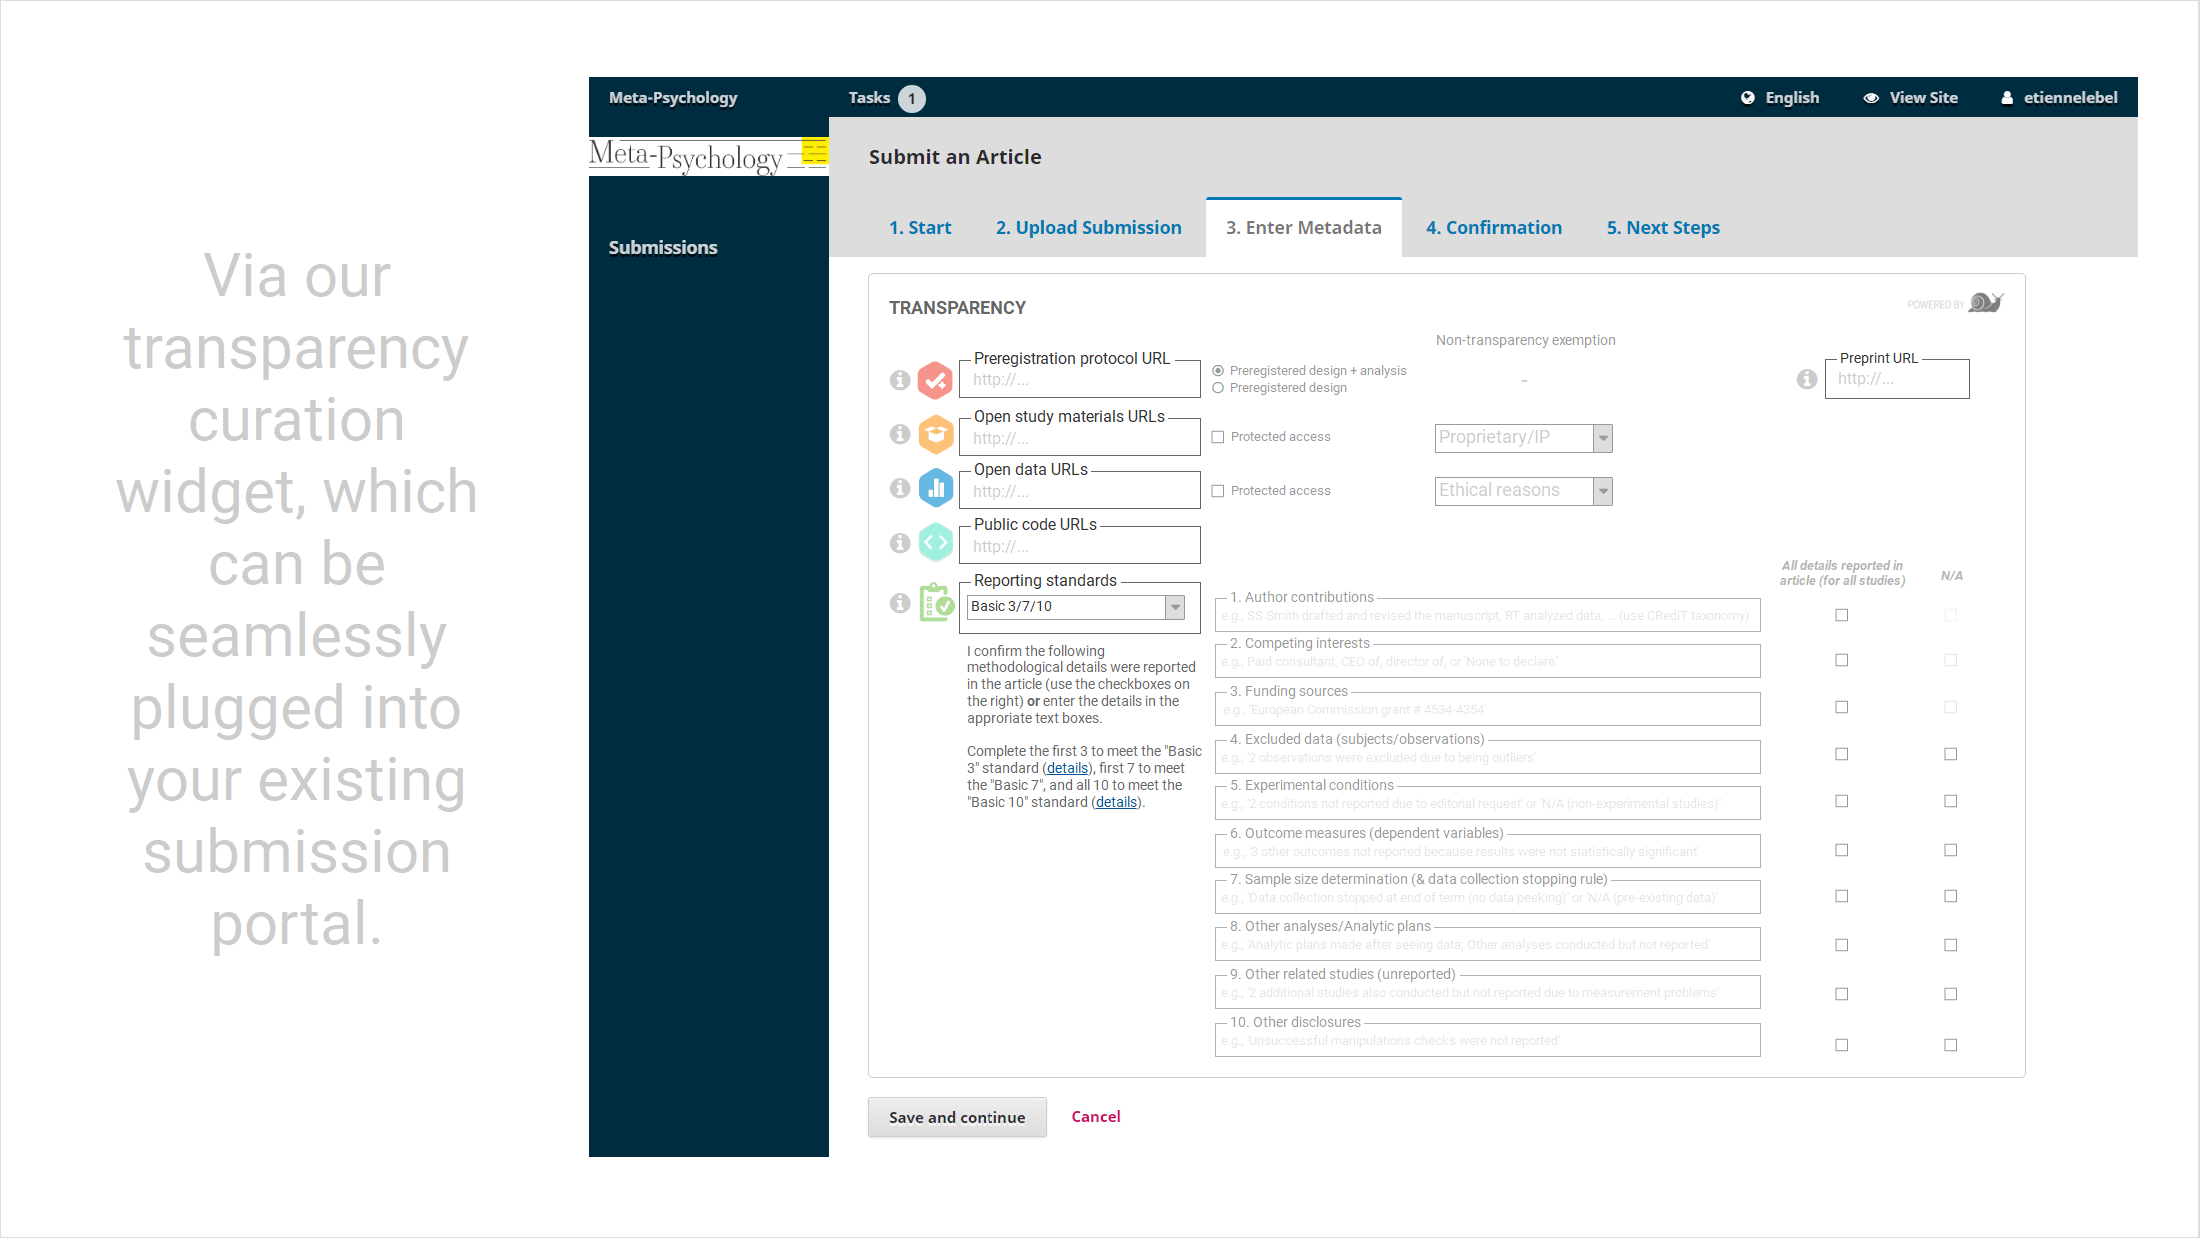 Via our
transparency
curation
widget, which
can be
seamlessly
plugged into
your existing
submission
portal.
Meta-Psychology
Tasks 1
English
View Site
etiennelebel
Meta-Psychology
Submissions
Submit an Article
1. Start
2. Upload Submission
3. Enter Metadata
4. Confirmation
5. Next Steps
TRANSPARENCY
POWERED BY
Non-transparency exemption
Preregistration protocol URL
http://...
Preregistered design + analysis
Preregistered design
-
Preprint URL
http://...
Open study materials URLs
http://...
Protected access
Proprietary/IP
Open data URLs
http://...
Protected access
Ethical reasons
Public code URLs
http://...
Reporting standards
Basic 3/7/10
I confirm the following
methodological details were reported
in the article (use the checkboxes on
the right) or enter the details in the
approriate text boxes.
Complete the first 3 to meet the "Basic
3" standard (details), first 7 to meet
the "Basic 7", and all 10 to meet the
"Basic 10" standard (details).
All details reported in
article (for all studies)
N/A
1. Author contributions
e.g., SS Smith drafted and revised the manuscript, RT analyzed data, ... (use CRediT taxonomy)
2. Competing interests
e.g., Paid consultant, CEO of, director of, or 'None to declare.'
3. Funding sources
e.g., 'European Commission grant # 4534-4354'
4. Excluded data (subjects/observations)
e.g., '2 observations were excluded due to being outliers'
5. Experimental conditions
e.g., '2 conditions not reported due to editorial request' or 'N/A (non-experimental studies)'
6. Outcome measures (dependent variables)
e.g., '3 other outcomes not reported because results were not statistically significant'
7. Sample size determination (& data collection stopping rule)
e.g., 'Data collection stopped at end of term (no data peeking)' or 'N/A (pre-existing data)'
8. Other analyses/Analytic plans
e.g., 'Analytic plans made after seeing data; Other analyses conducted but not reported'
9. Other related studies (unreported)
e.g., '2 additional studies also conducted but not reported due to measurement problems'
10. Other disclosures
e.g., 'Unsuccessful manipulations checks were not reported'
Save and continue
Cancel